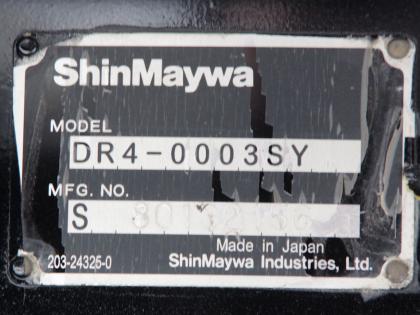 ShinMaywa
MODEL
DR4-0003SY
MFG. NO.
S
Made in Japan
203-24325-0 ShinMaywa Industries, Ltd.